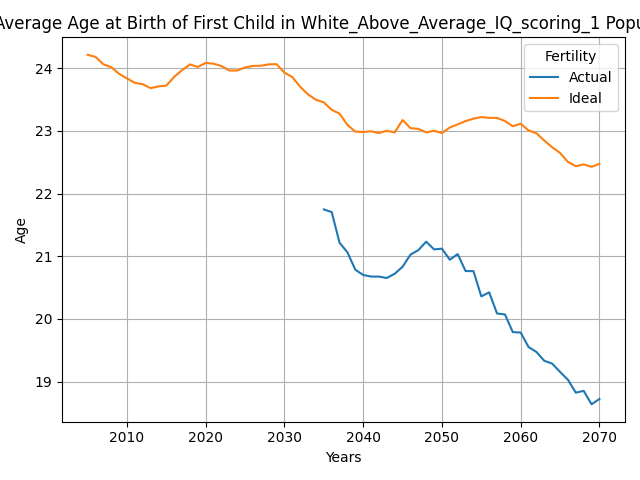 Average Age at Birth of First Child in White_Above_Average_IQ_scoring_1
Fertility
Actual
Ideal
Age
24
23
22
21
20
19
2010 2020 2030 2040 2050 2060 2070
Years